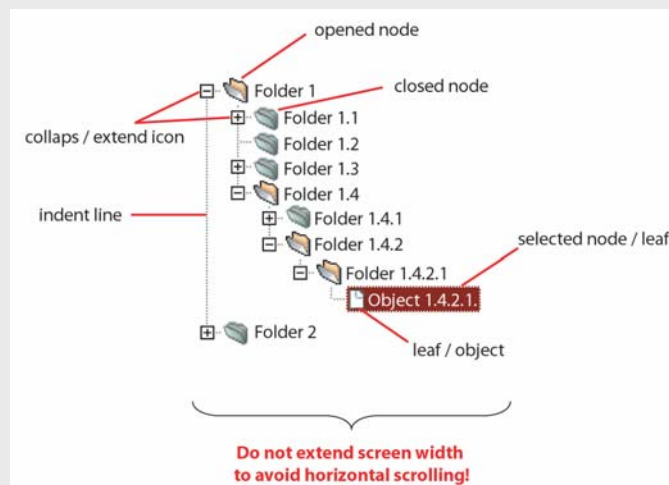 opened node
Folder 1
closed node
Folder 1.1
collaps / extend icon
Folder 1.2
Folder 1.3
Folder 1.4
indent line
Folder 1.4.1
selected node / leaf
Folder 1.4.2
Folder 1.4.2.1
Object 1.4.2.1.
Folder 2
leaf / object
Do not extend screen width
to avoid horizontal scrolling!